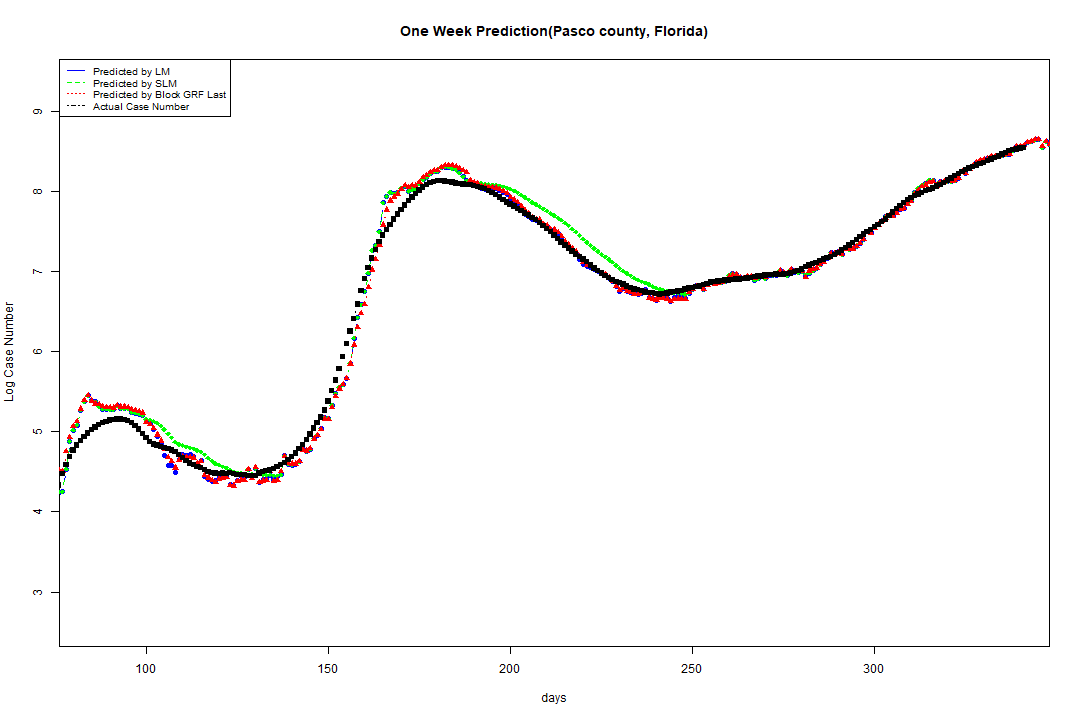 One Week Prediction(Pasco county, Florida)
Predicted by LM
Predicted by SLM
Predicted by Block GRF Last
Actual Case Number
9
8
7
6
5
4
3
Log Case Number
100 150 200 250 300
days